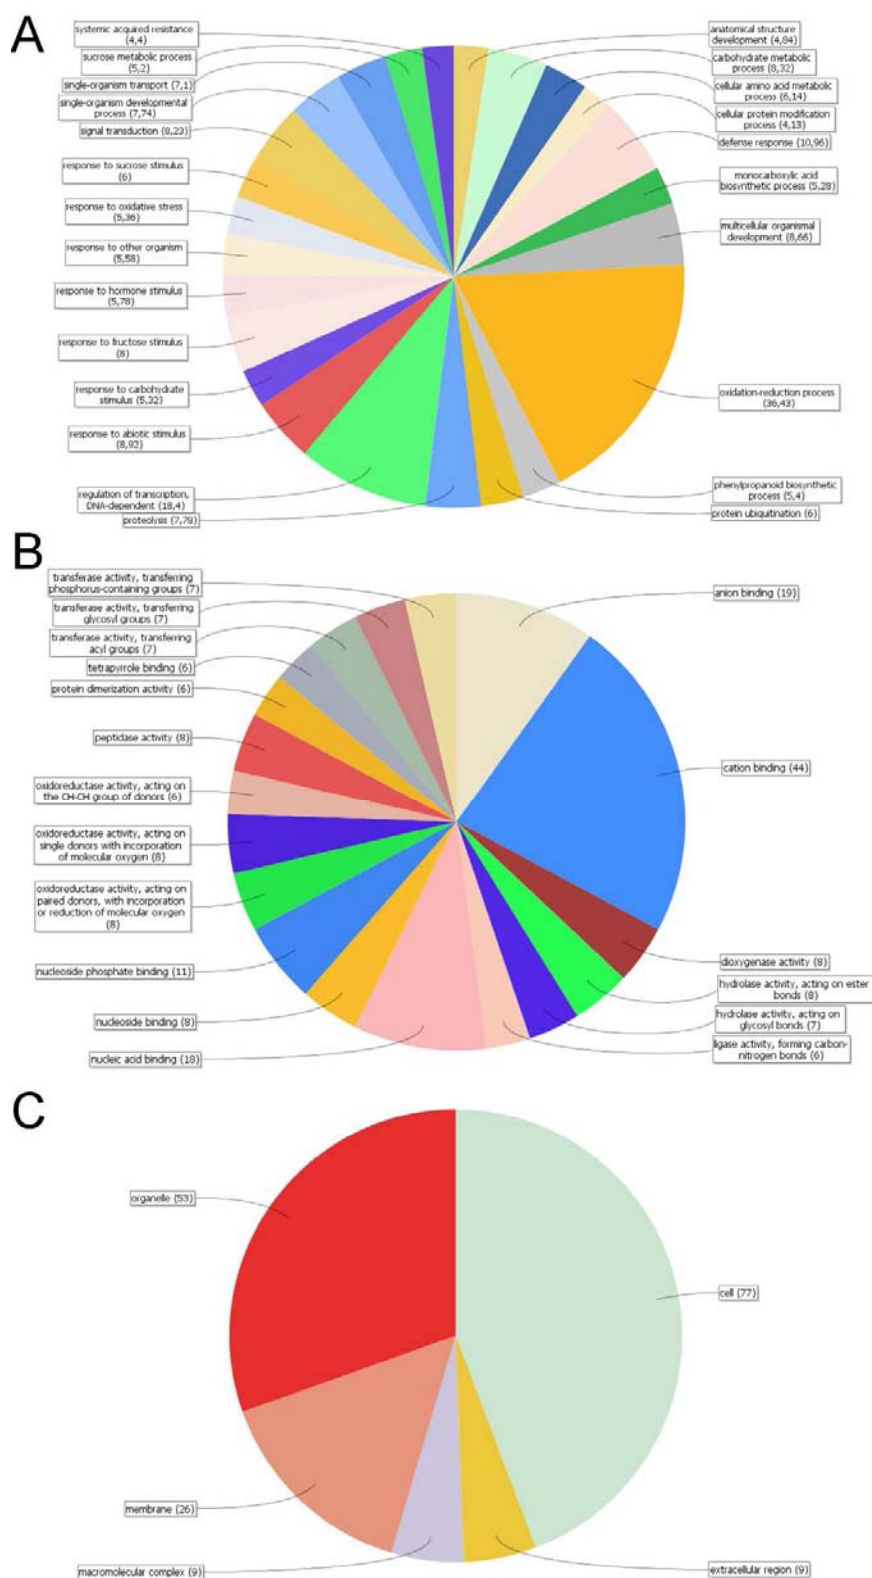 A
systemic acquired resistance
(4,4)
sucrose metabolic process
(5,2)
single-organism transport (7,1)
single-organism developmental
process (7,74)
signal transduction (8,23)
response to sucrose stimulus
(6)
response to oxidative stress
(5,36)
response to other organism
(5,58)
response to hormone stimulus
(5,78)
response to fructose stimulus
(8)
response to carbohydrate
stimulus (5,32)
response to abiotic stimulus
(8,92)
regulation of transcription,
DNA-dependent (18,4)
proteolysis (7,78)
anatomical structure
development (4,84)
carbohydrate metabolic
process (8,32)
cellular amino acid metabolic
process (6,14)
cellular protein modification
process (4,13)
defense response (10,96)
monocarboxylic acid
biosynthetic process (5,28)
multicellular organismal
development (8,66)
oxidation-reduction process
(36,43)
phenylpropanoid biosynthetic
process (5,4)
protein ubiquitination (6)
B
transferase activity, transferring
phosphorus-containing groups (7)
transferase activity, transferring
glycosyl groups (7)
transferase activity, transferring
acyl groups (7)
tetrapyrrole binding (6)
protein dimerization activity (6)
peptidase activity (8)
oxidoreductase activity, acting on
the CH-CH group of donors (6)
oxidoreductase activity, acting on
single donors with incorporation
of molecular oxygen (8)
oxidoreductase activity, acting on
paired donors, with incorporation
or reduction of molecular oxygen
(8)
nucleoside phosphate binding (11)
nucleoside binding (8)
nucleic acid binding (18)
anion binding (19)
cation binding (44)
dioxygenase activity (8)
hydrolase activity, acting on ester
bonds (8)
hydrolase activity, acting on
glycosyl bonds (7)
ligase activity, forming carbon-
nitrogen bonds (6)
C
organelle (53)
membrane (26)
macromolecular complex (9)
cell (77)
extracellular region (9)